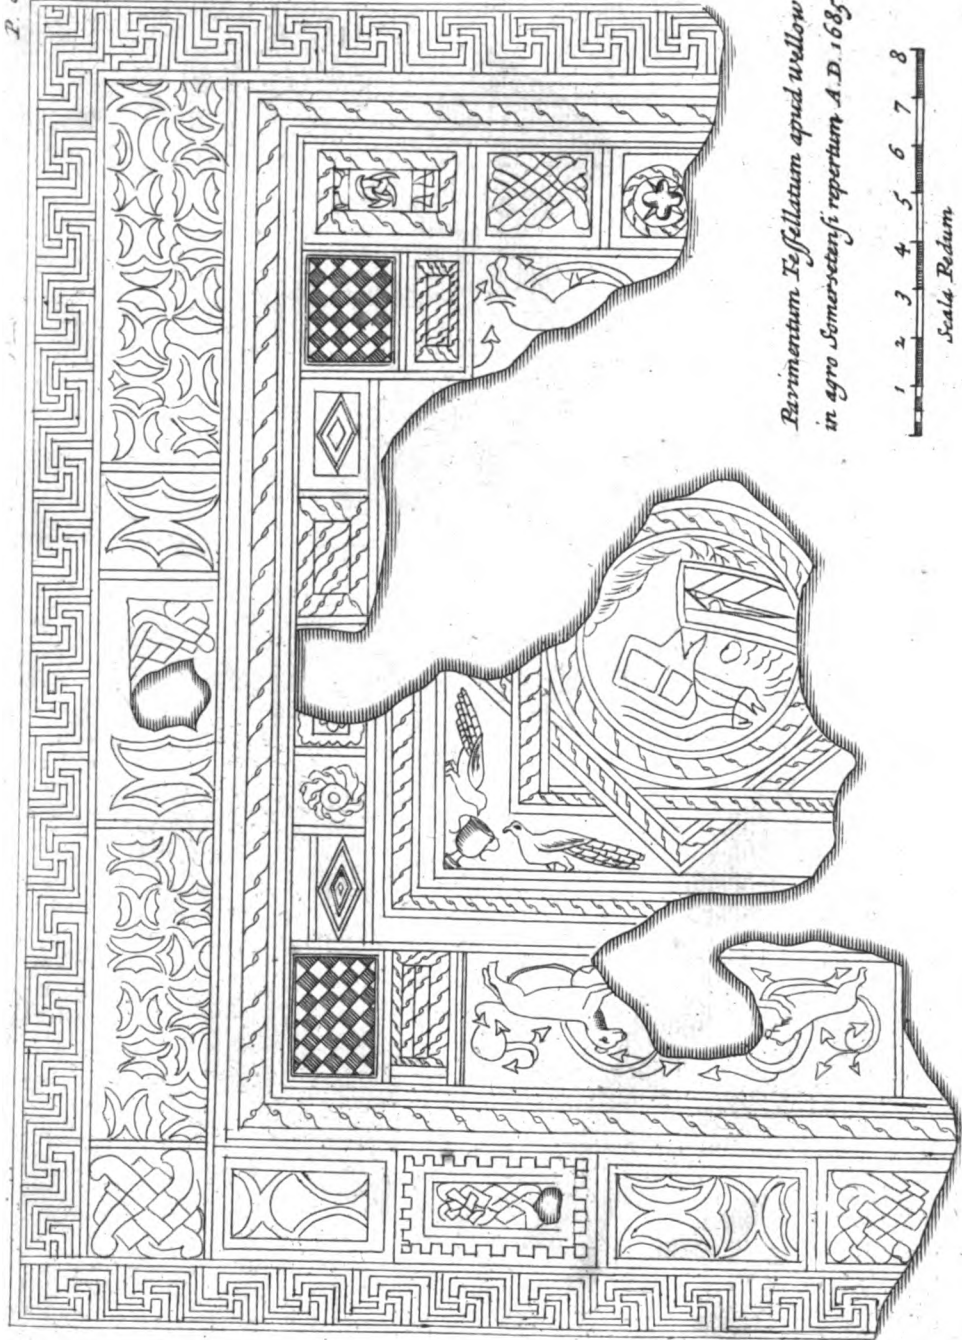 P.
Pavimentum Teſſellatum apud wellow
in agro Somersetenſi repertum A.D. 1685
1 2 3 4 5 6 7 8
Scala Pedum